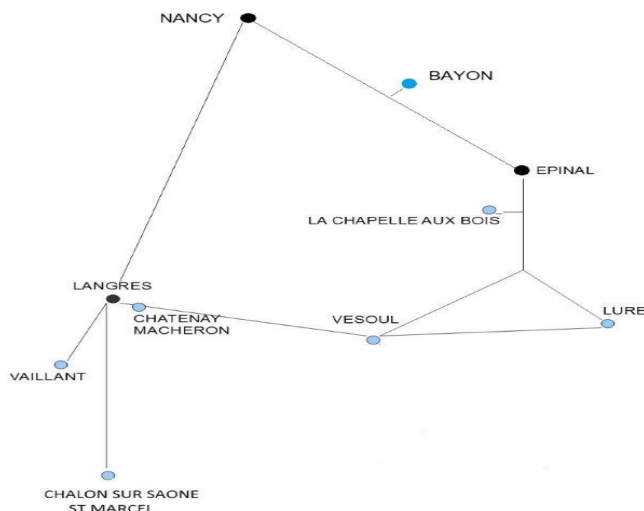 NANCY
BAYON
EPINAL
LA CHAPELLE AUX BOIS
LANGRES
CHATENAY
MACHERON
VESOUL
LURE
VAILLANT
CHALON SUR SAONE
ST MARCEL